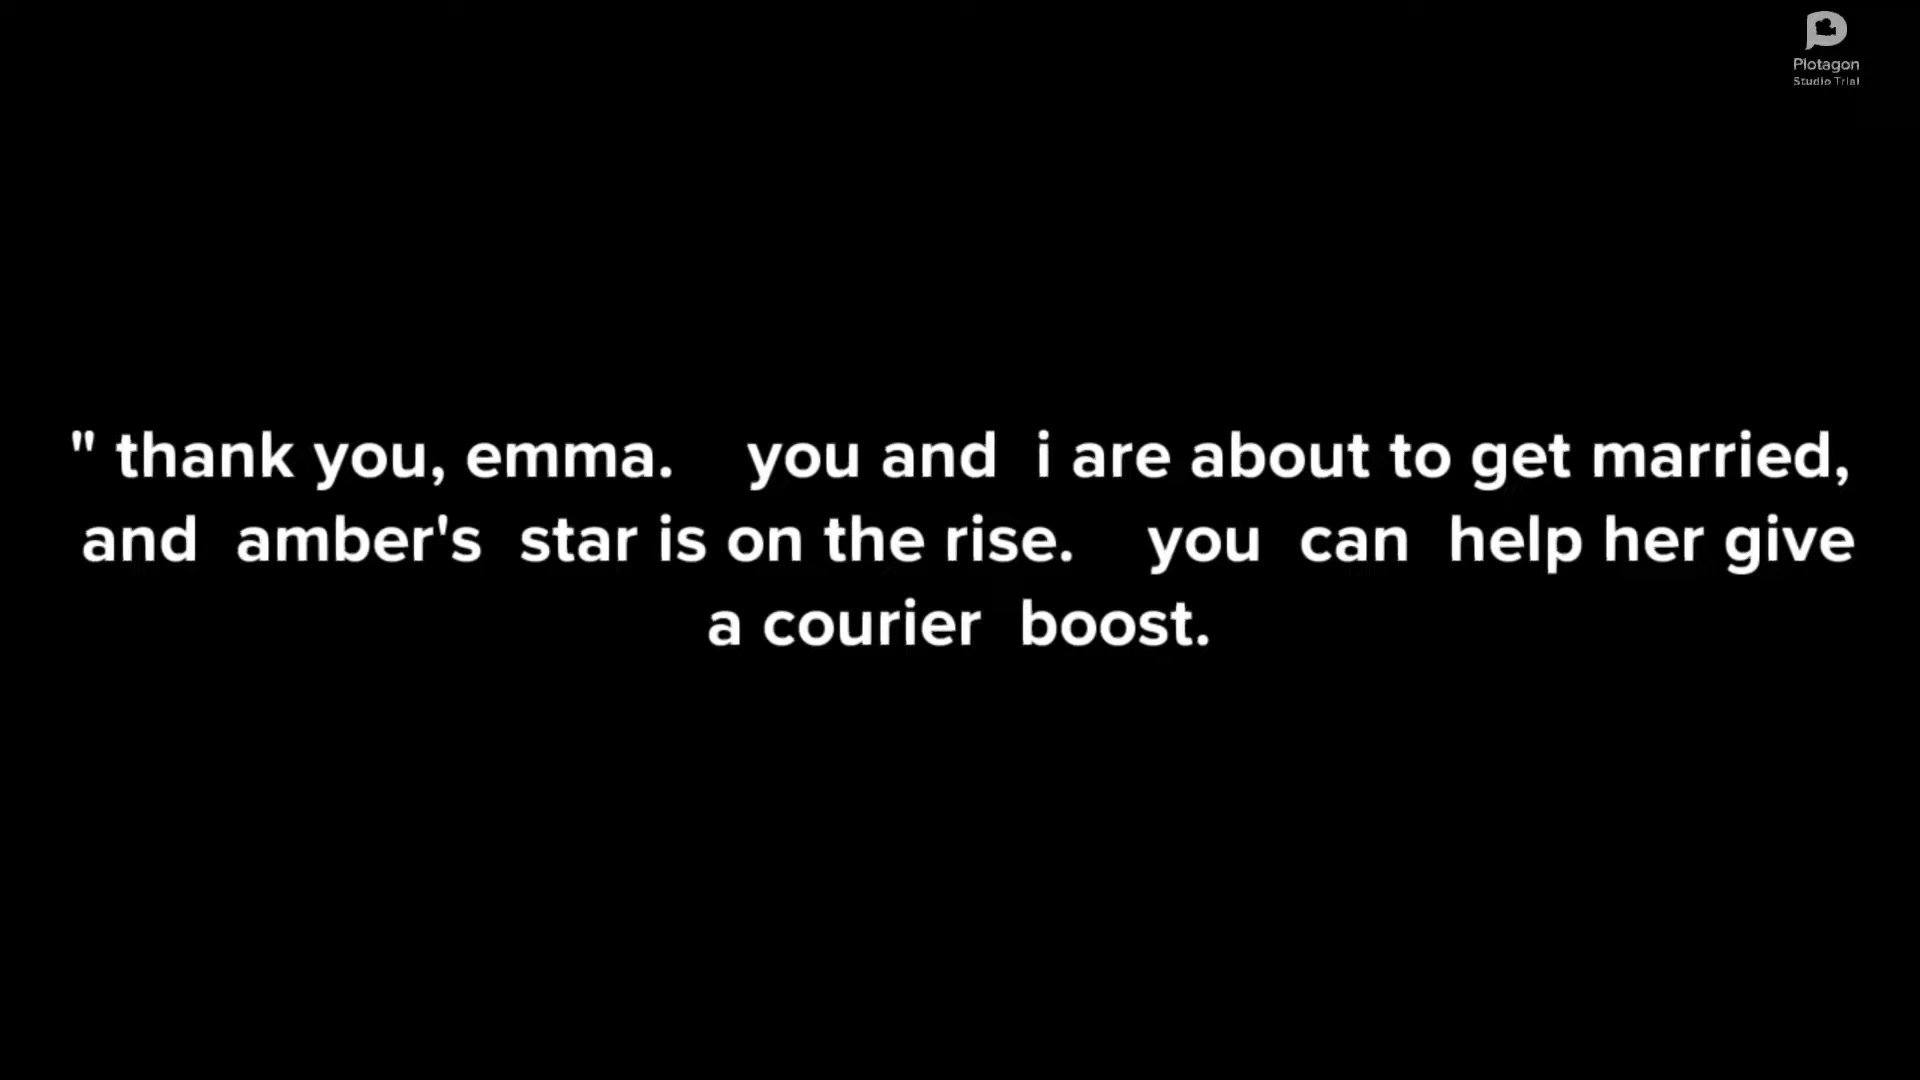 Plotagon
Studio Trial
" thank you, emma.    you and  i are about to get married,
and  amber's  star is on the rise.    you  can  help her give
a courier  boost.